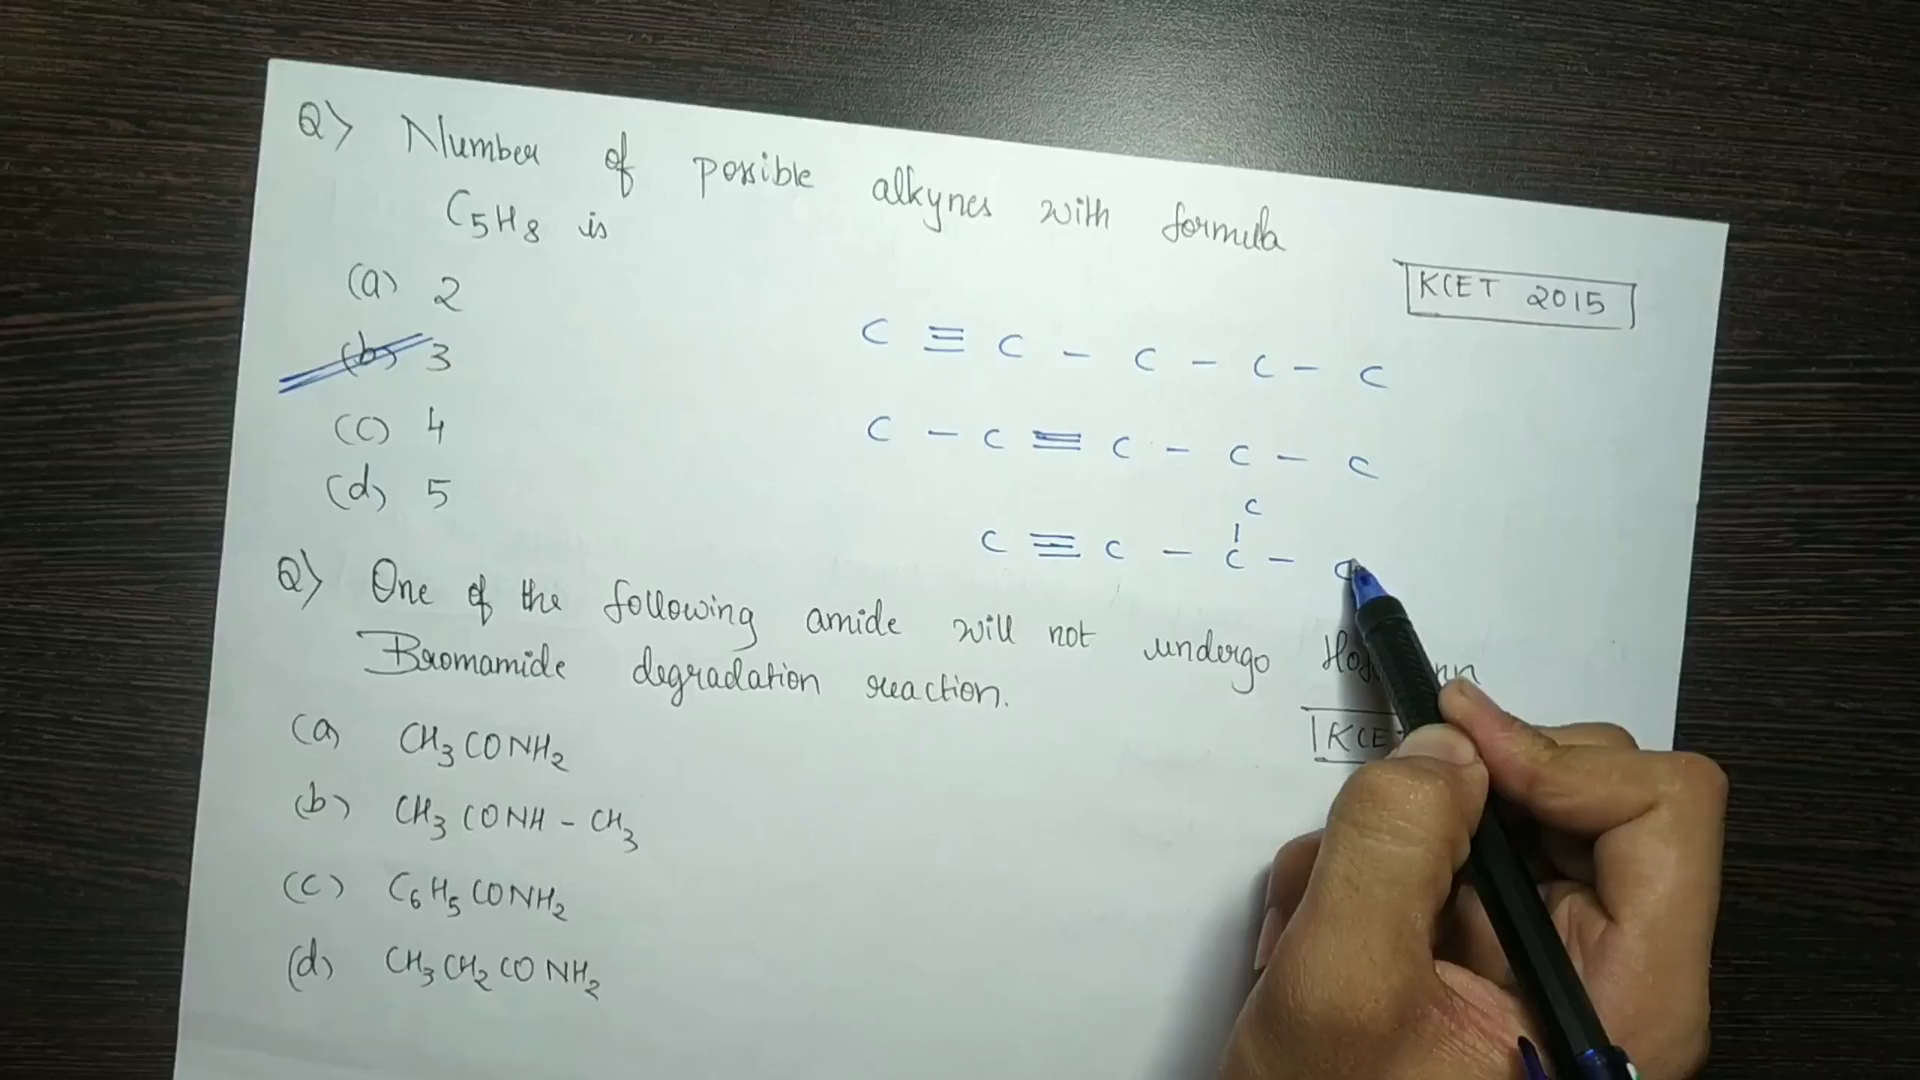 Q) Number of possible alkynes with formula
C5H8 is
KCET 2015
(a) 2
(b) 3
(c) 4
(d) 5
C ≡ C - C - C - C
C - C ≡ C - C - C
C
|
C ≡ C - C - C
Q) One of the following amide will not undergo
Bromamide degradation reaction.
(a) CH3CONH2
(b) CH3CONH-CH3
(c) C6H5CONH2
(d) CH3CH2CONH2